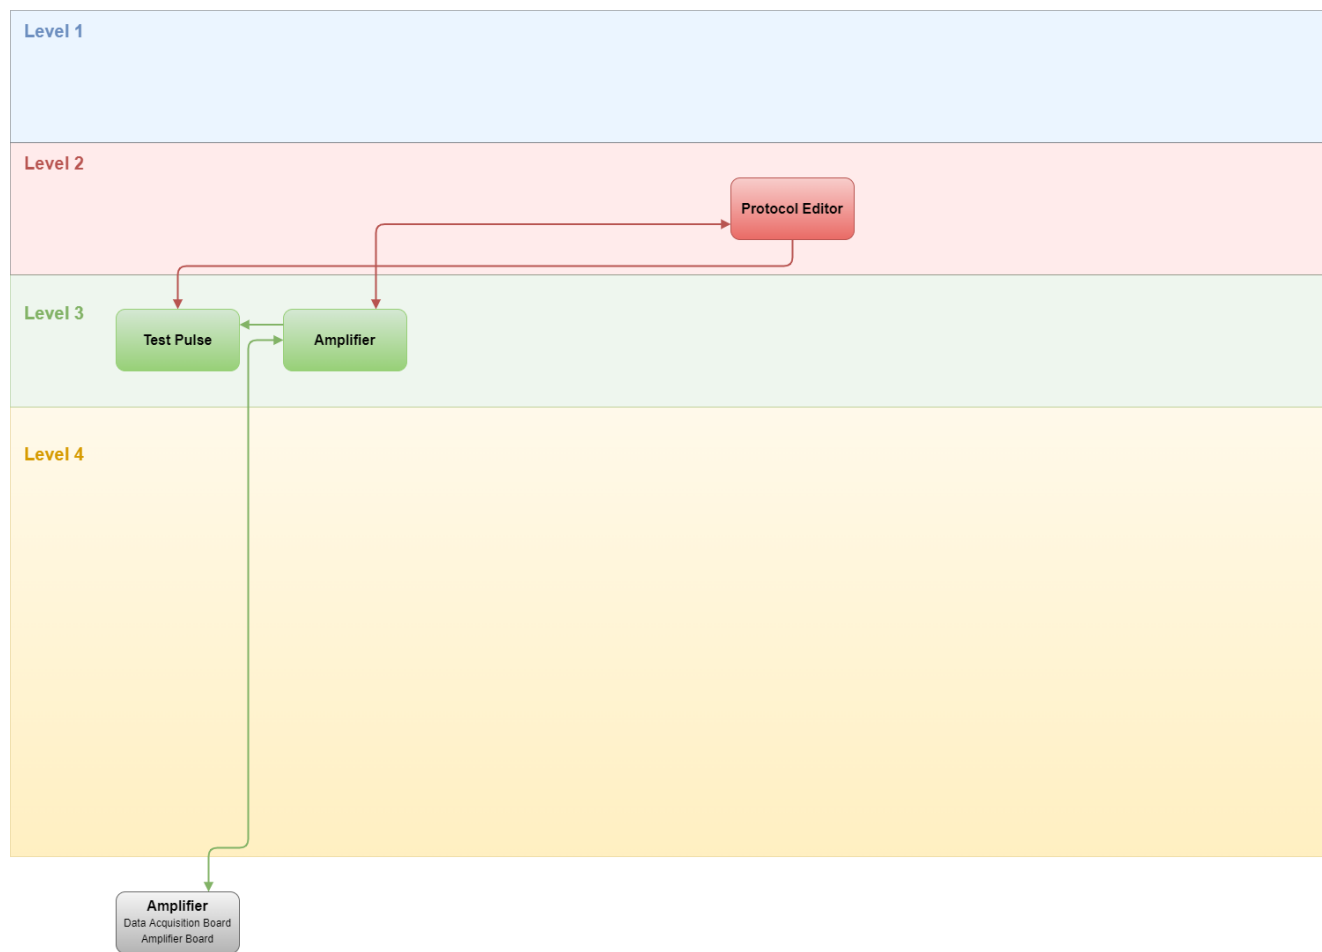 Level 1
Level 2
Protocol Editor
Level 3
Test Pulse
Amplifier
Level 4
Amplifier
Data Acquisition Board
Amplifier Board